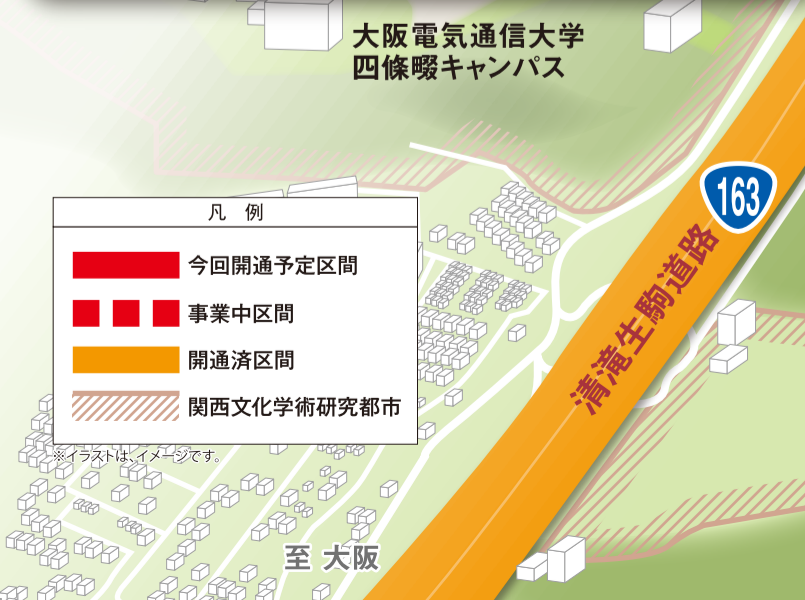 大阪電気通信大学
四條畷キャンパス
163
清滝生駒道路
凡 例
今回開通予定区間
事業中区間
開通済区間
関西文化学術研究都市
※イラストは、イメージです。
至 大阪